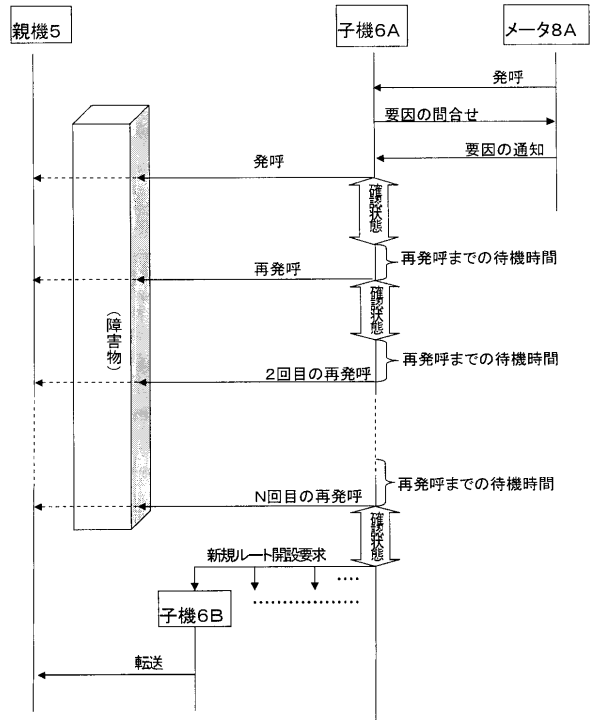 親機5
子機6A
メータ8A
発呼
要因の問合せ
要因の通知
発呼
確認状態
再発呼までの待機時間
再発呼
確認状態
(障害物)
再発呼までの待機時間
2回目の再発呼
再発呼までの待機時間
N回目の再発呼
確認状態
新規ルート開設要求
子機6B
転送